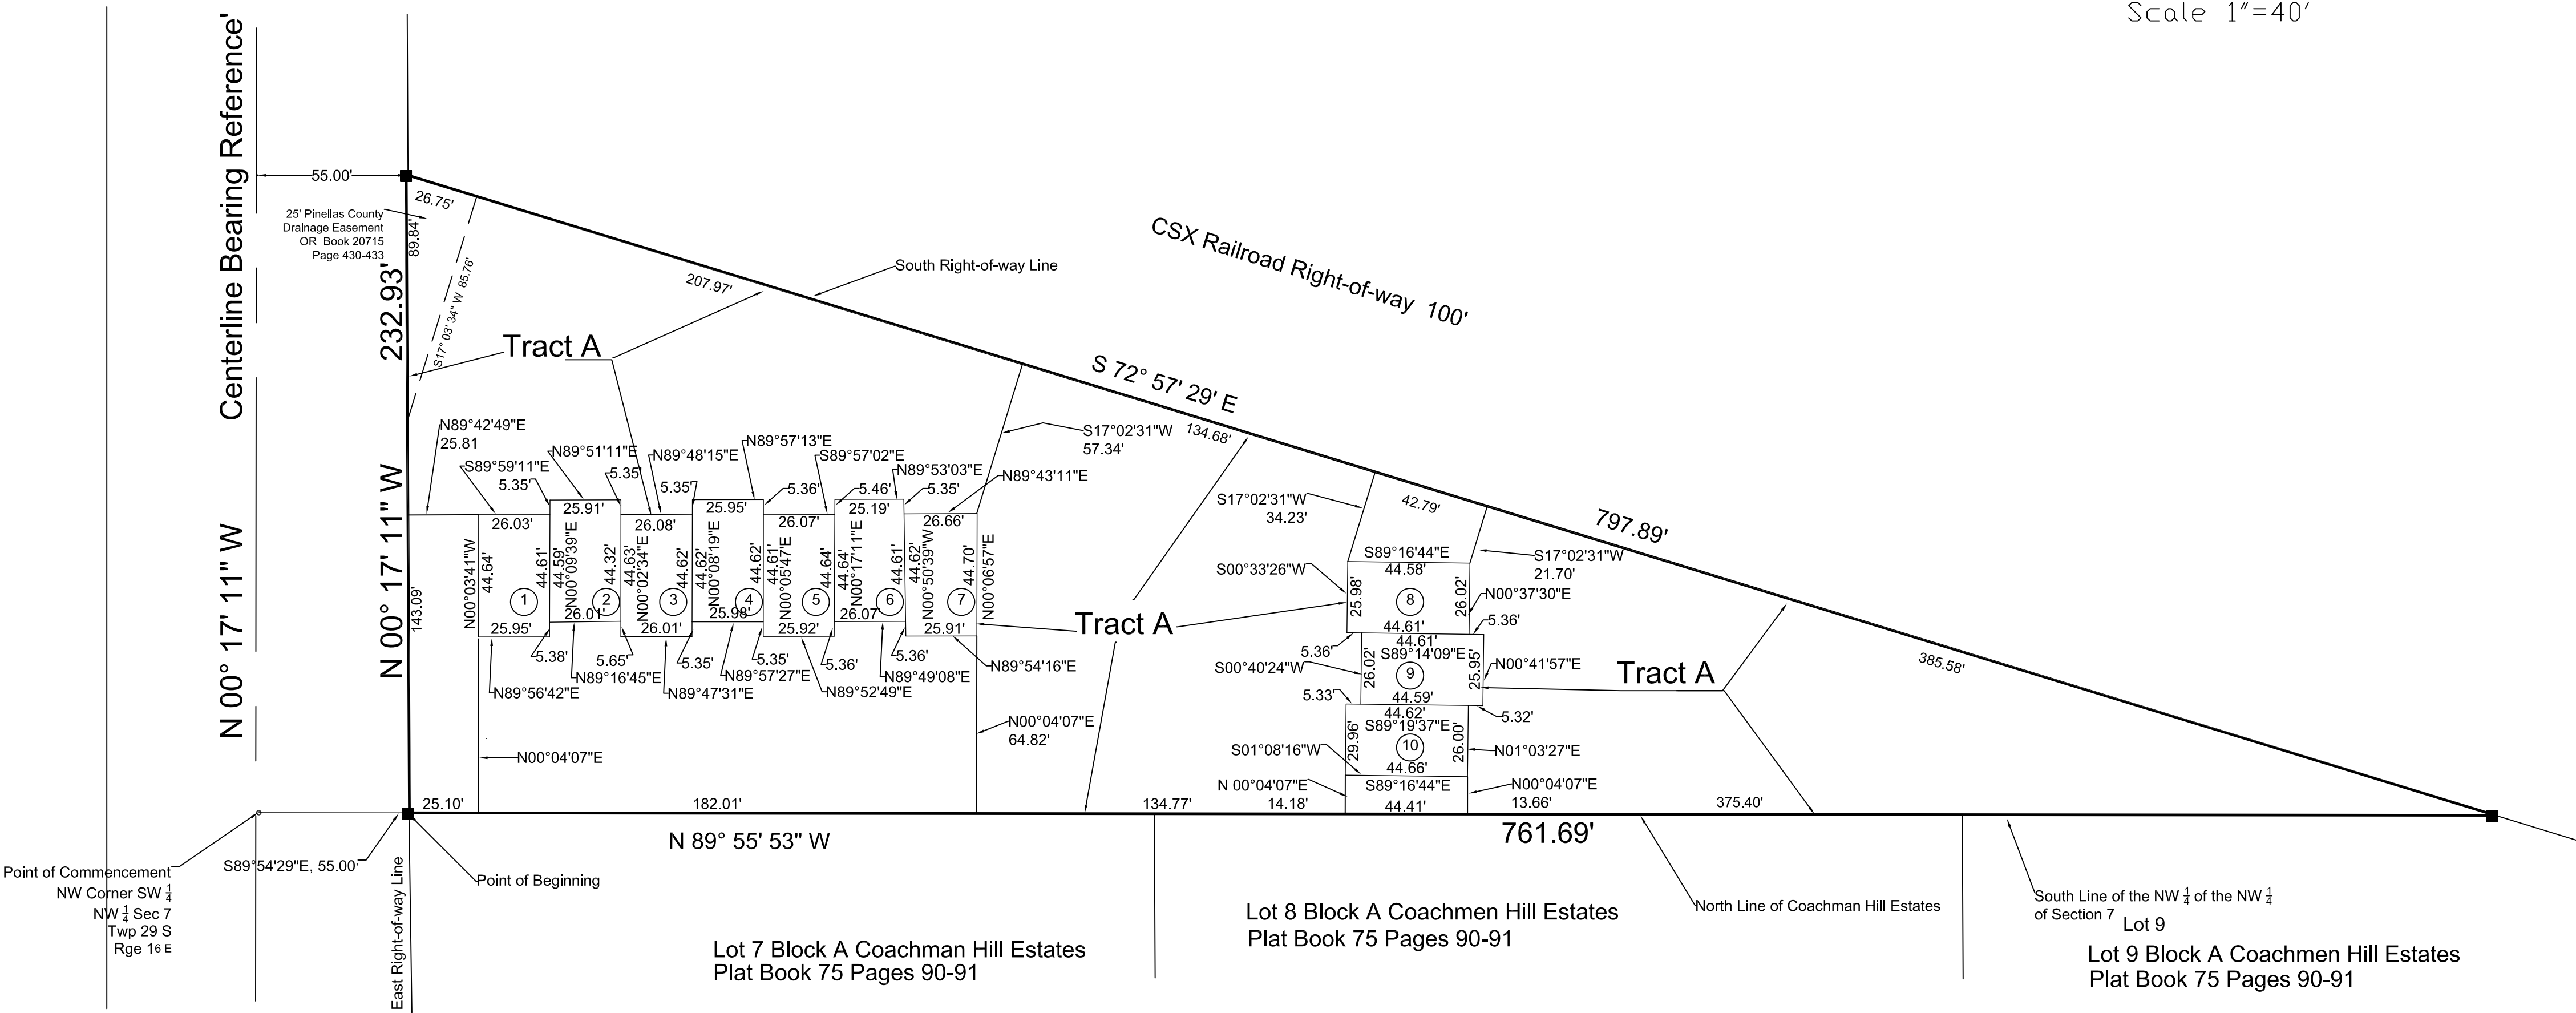 Scale 1"=40'
Centerline Bearing Reference'
N 00° 17' 11" W
55.00'
26.75'
25' Pinellas County
Drainage Easement
OR Book 20715
Page 430-433
89.84'
S17° 03' 34" W 85.76'
232.93'
N 00° 17' 11" W
143.09'
207.97'
South Right-of-way Line
CSX Railroad Right-of-way 100'
Tract A
S 72° 57' 29' E
134.68'
797.89'
42.79'
385.58'
N89°42'49"E
25.81
S89°59'11"E
5.35'
N89°51'11"E
5.35'
N89°48'15"E
5.35'
N89°57'13"E
5.36'
S89°57'02"E
5.46'
N89°53'03"E
5.35'
N89°43'11"E
S17°02'31"W
57.34'
26.03'
25.91'
26.08'
25.95'
26.07'
25.19'
26.66'
N00°03'41"W
44.64'
44.61'
44.59'
N00°09'39"E
44.32'
44.63'
N00°02'34"E
44.62'
44.62'
N00°08'19"E
44.62'
44.61'
N00°05'47"E
44.64'
44.64'
N00°17'11"E
44.61'
44.62'
N00°50'39"W
44.70'
N00°06'57"E
1
2
3
4
5
6
7
25.95'
26.01'
26.01'
25.98'
25.92'
26.07'
25.91'
5.38'
5.65'
5.35'
5.35'
5.36'
5.36'
N89°56'42"E
N89°16'45"E
N89°47'31"E
N89°57'27"E
N89°52'49"E
N89°49'08"E
N89°54'16"E
N00°04'07"E
N00°04'07"E
64.82'
Tract A
S17°02'31"W
34.23'
S89°16'44"E
44.58'
S17°02'31"W
21.70'
S00°33'26"W
25.98'
8
26.02'
N00°37'30"E
44.61'
5.36'
5.36'
44.61'
S89°14'09"E
S00°40'24"W
26.02'
9
25.95'
N00°41'57"E
Tract A
44.59'
5.33'
5.32'
44.62'
S89°19'37"E
S01°08'16"W
29.96'
10
26.00'
N01°03'27"E
44.66'
N 00°04'07"E
S89°16'44"E
N00°04'07"E
25.10'
182.01'
134.77'
14.18'
44.41'
13.66'
375.40'
N 89° 55' 53" W
761.69'
Point of Commencement
NW Corner SW 1/4
NW 1/4 Sec 7
Twp 29 S
Rge 16 E
S89°54'29"E, 55.00'
East Right-of-way Line
Point of Beginning
North Line of Coachman Hill Estates
South Line of the NW 1/4 of the NW 1/4
of Section 7
Lot 9
Lot 7 Block A Coachman Hill Estates
Plat Book 75 Pages 90-91
Lot 8 Block A Coachmen Hill Estates
Plat Book 75 Pages 90-91
Lot 9 Block A Coachmen Hill Estates
Plat Book 75 Pages 90-91